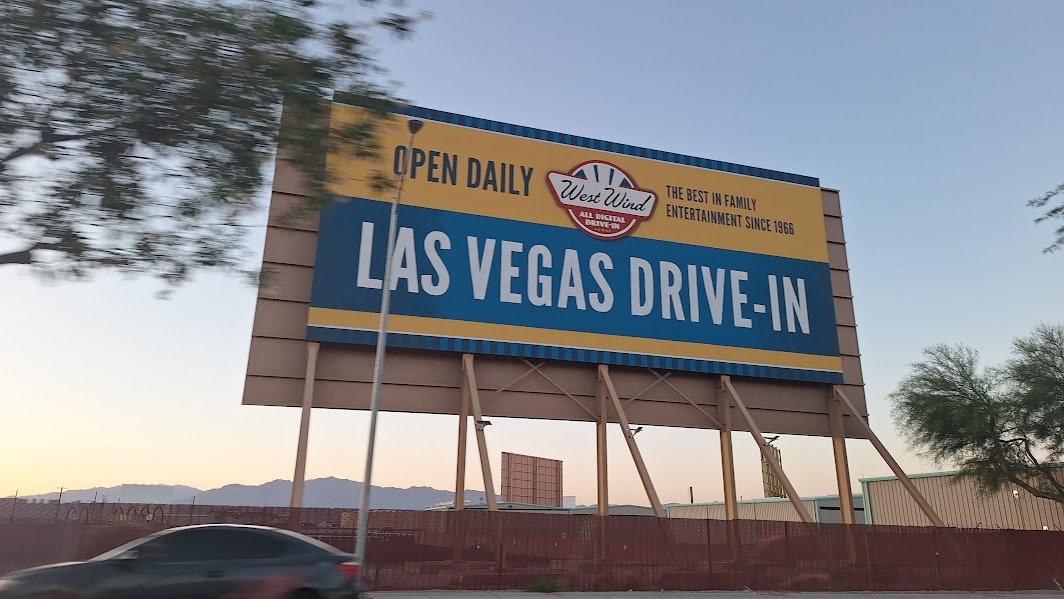 OPEN DAILY
West Wind
ALL DIGITAL
DRIVE-IN
THE BEST IN FAMILY
ENTERTAINMENT SINCE 1966
LAS VEGAS DRIVE-IN